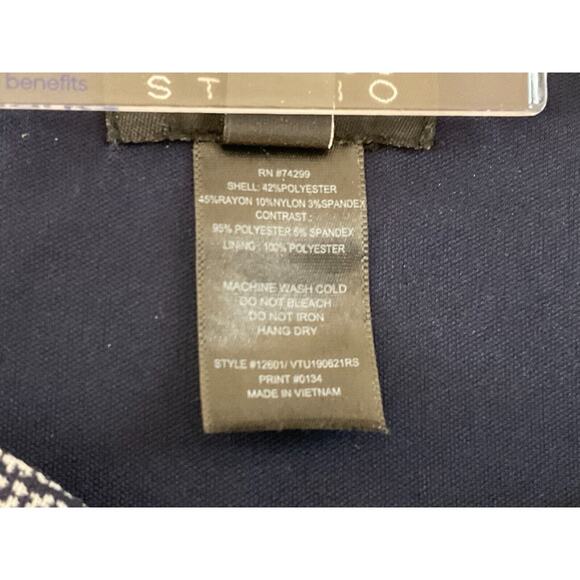 benefits
ST IO
RN #74299
SHELL: 42%POLYESTER
45%RAYON 10%NYLON 3%SPANDEX
CONTRAST:
95% POLYESTER 5% SPANDEX
LINING: 100% POLYESTER
MACHINE WASH COLD
DO NOT BLEACH
DO NOT IRON
HANG DRY
STYLE #12601/ VTU190621RS
PRINT #0134
MADE IN VIETNAM